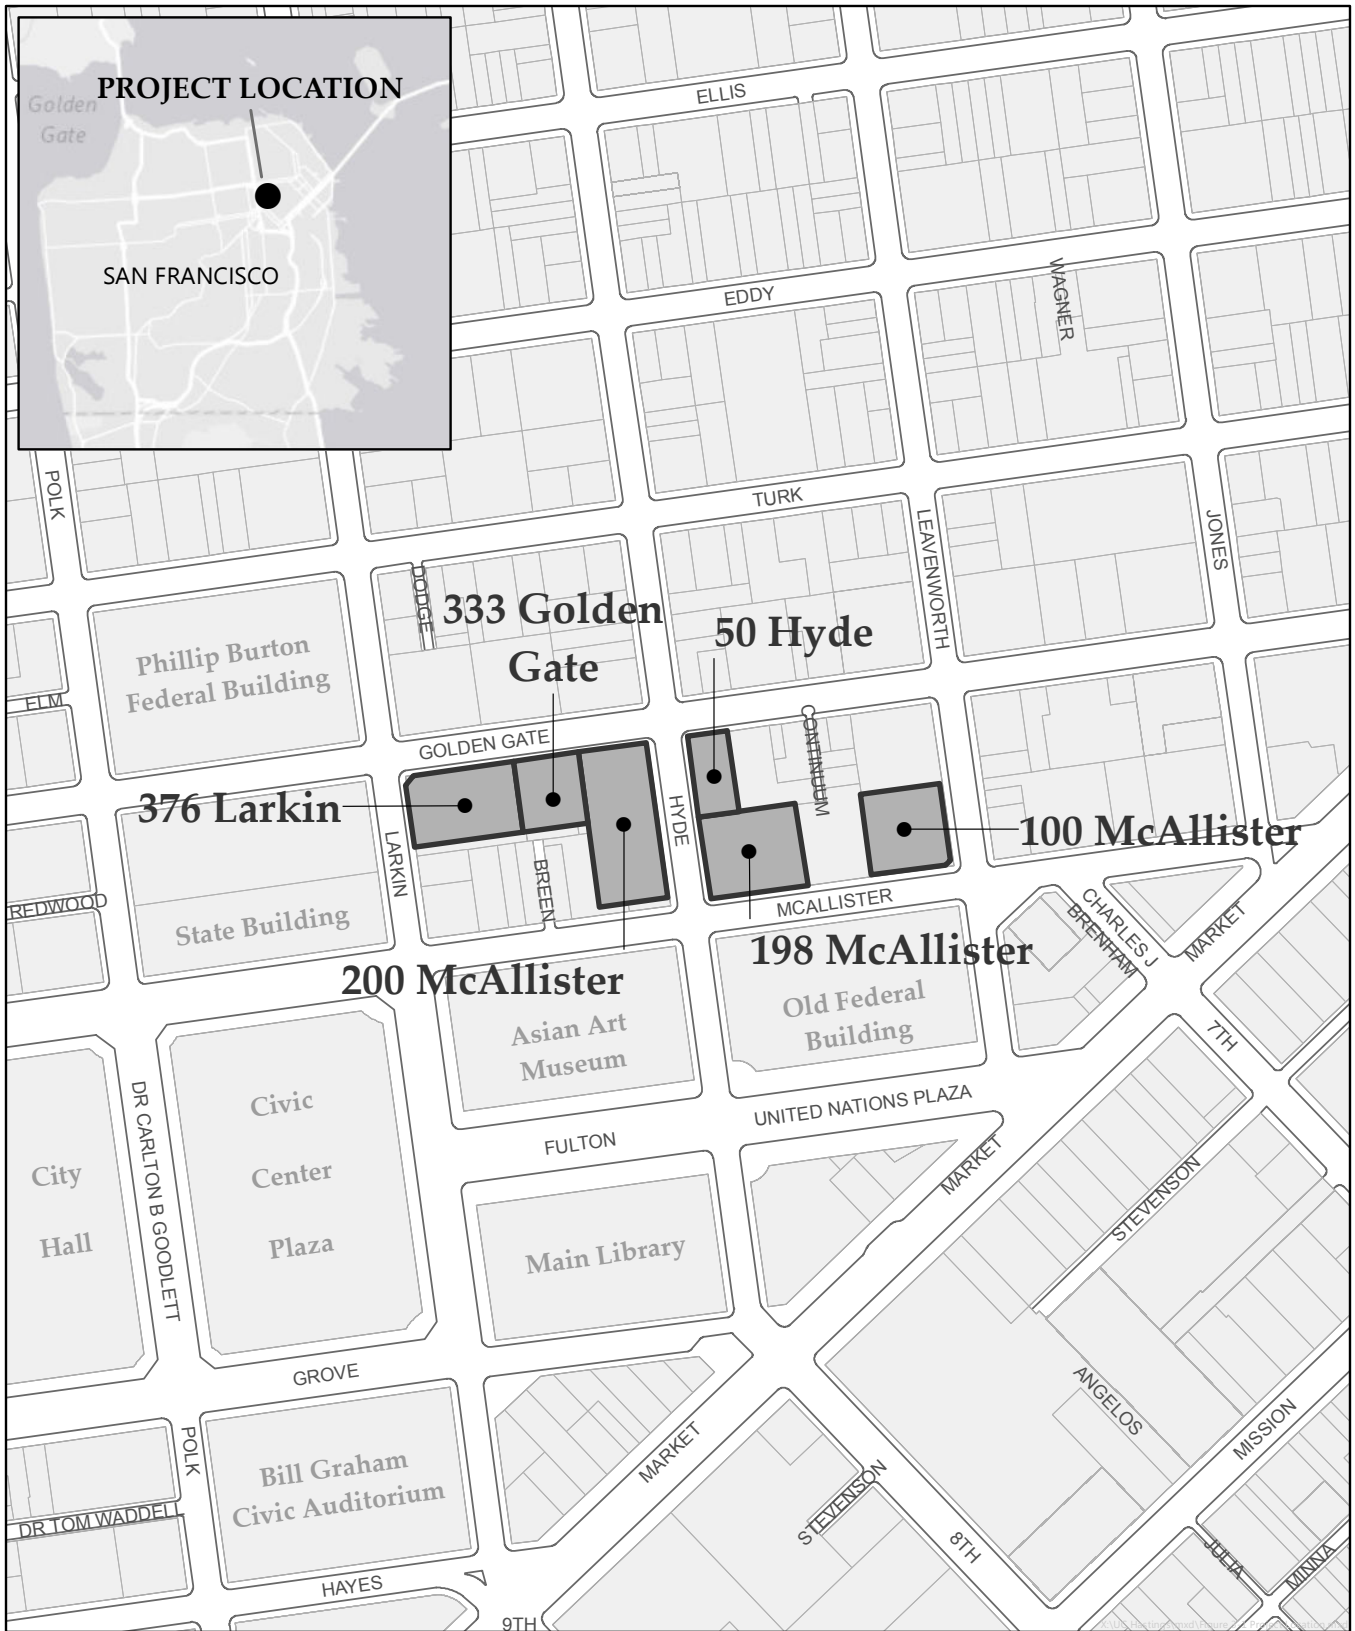 PROJECT LOCATION
Golden
Gate
SAN FRANCISCO
ELLIS
EDDY
WAGNER
TURK
POLK
LEAVENWORTH
JONES
DODGE
333 Golden
Gate
50 Hyde
Phillip Burton
Federal Building
ELM
GOLDEN GATE
CONTINUUM
376 Larkin
HYDE
100 McAllister
LARKIN
BREEN
REDWOOD
State Building
MCALLISTER
CHARLES J
BRENHAM
MARKET
200 McAllister
198 McAllister
Old Federal
Building
Asian Art
Museum
7TH
Civic
Center
Plaza
UNITED NATIONS PLAZA
FULTON
City
Hall
DR CARLTON B GOODLETT
MARKET
STEVENSON
Main Library
GROVE
ANGELOS
MISSION
POLK
MARKET
Bill Graham
Civic Auditorium
STEVENSON
DR TOM WADDELL
8TH
JULIA
MINNA
HAYES
9TH